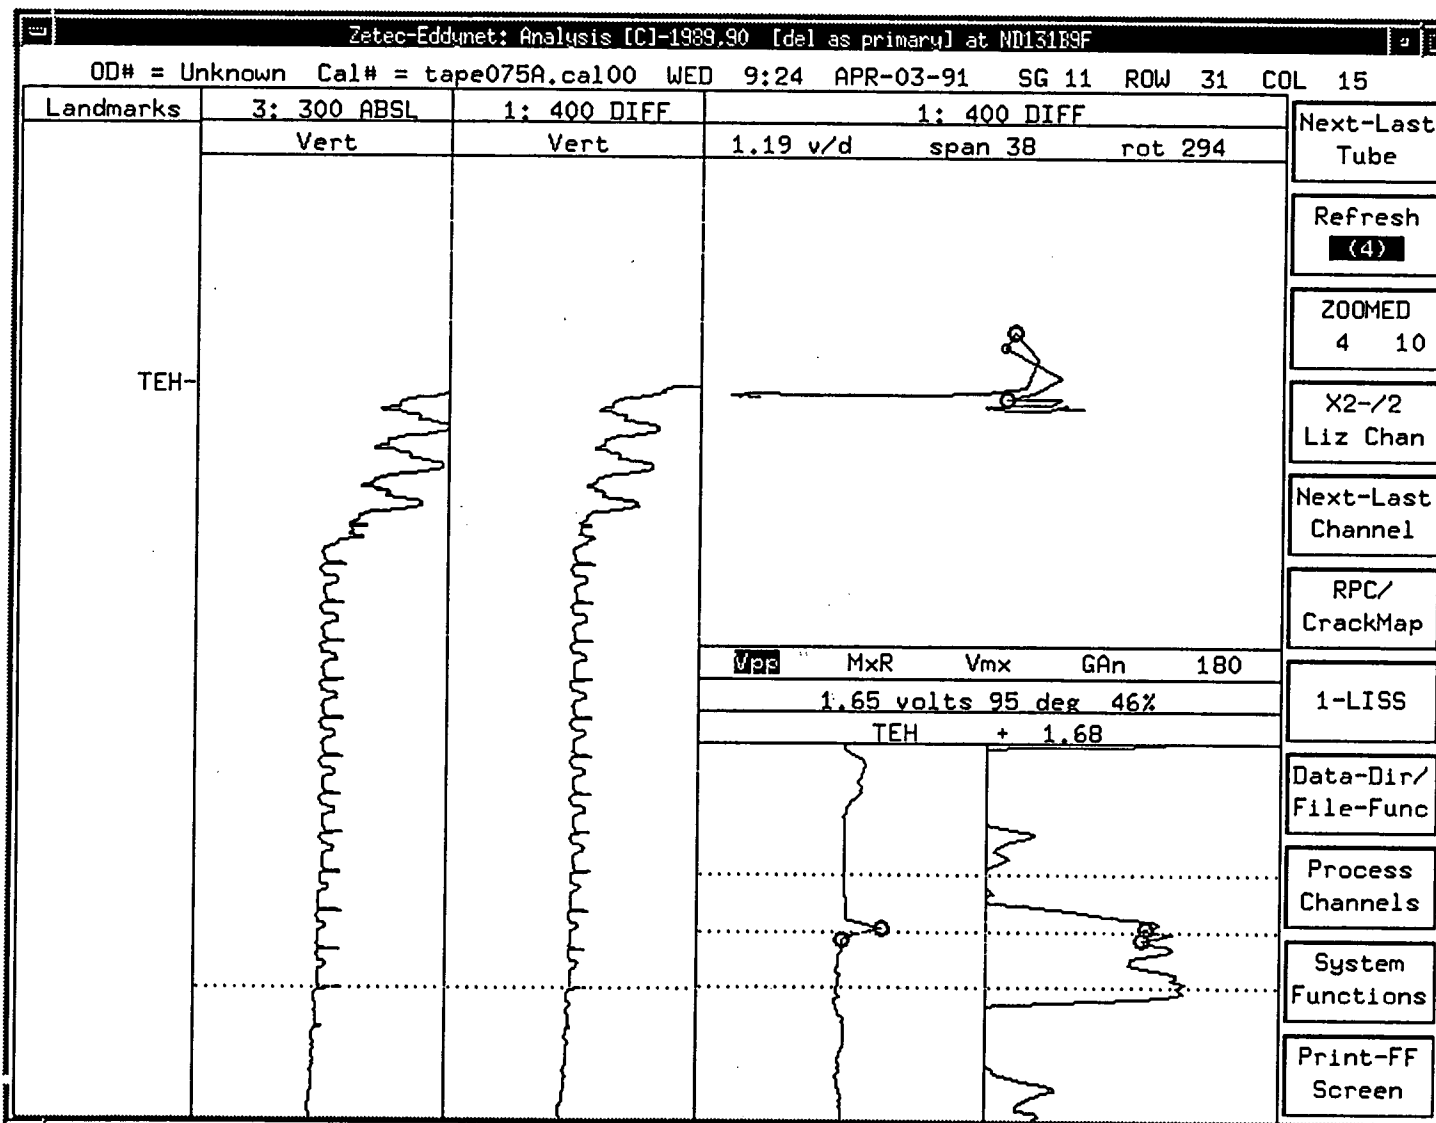 Zetec-Eddynet: Analysis [C]-1989,90 [del as primary] at ND131B9F
OD# = Unknown Cal# = tape075A.cal00 WED 9:24 APR-03-91 SG 11 ROW 31 COL 15
Landmarks
3: 300 ABSL
1: 400 DIFF
1: 400 DIFF
Vert
Vert
1.19 v/d span 38 rot 294
TEH
Vpp MxR Vmx GAn 180
1.65 volts 95 deg 46%
TEH + 1.68
Next-Last
Tube
Refresh
(4)
ZOOMED
4 10
X2-/2
Liz Chan
Next-Last
Channel
RPC/
CrackMap
1-LISS
Data-Dir/
File-Func
Process
Channels
System
Functions
Print-FF
Screen